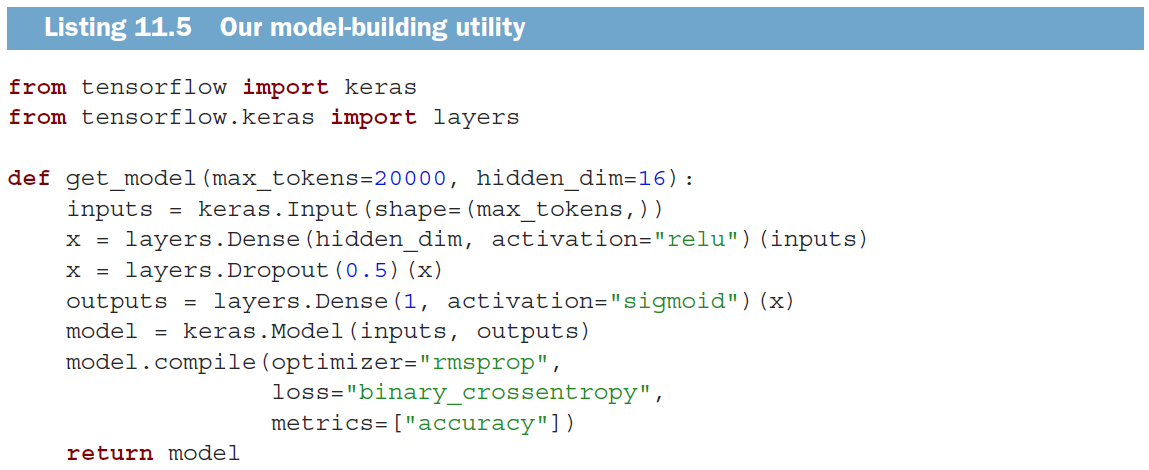 Listing 11.5 Our model-building utility
from tensorflow import keras
from tensorflow.keras import layers
def get_model(max_tokens=20000, hidden_dim=16):
    inputs = keras.Input(shape=(max_tokens,))
    x = layers.Dense(hidden_dim, activation="relu")(inputs)
    x = layers.Dropout(0.5)(x)
    outputs = layers.Dense(1, activation="sigmoid")(x)
    model = keras.Model(inputs, outputs)
    model.compile(optimizer="rmsprop",
                  loss="binary_crossentropy",
                  metrics=["accuracy"])
    return model